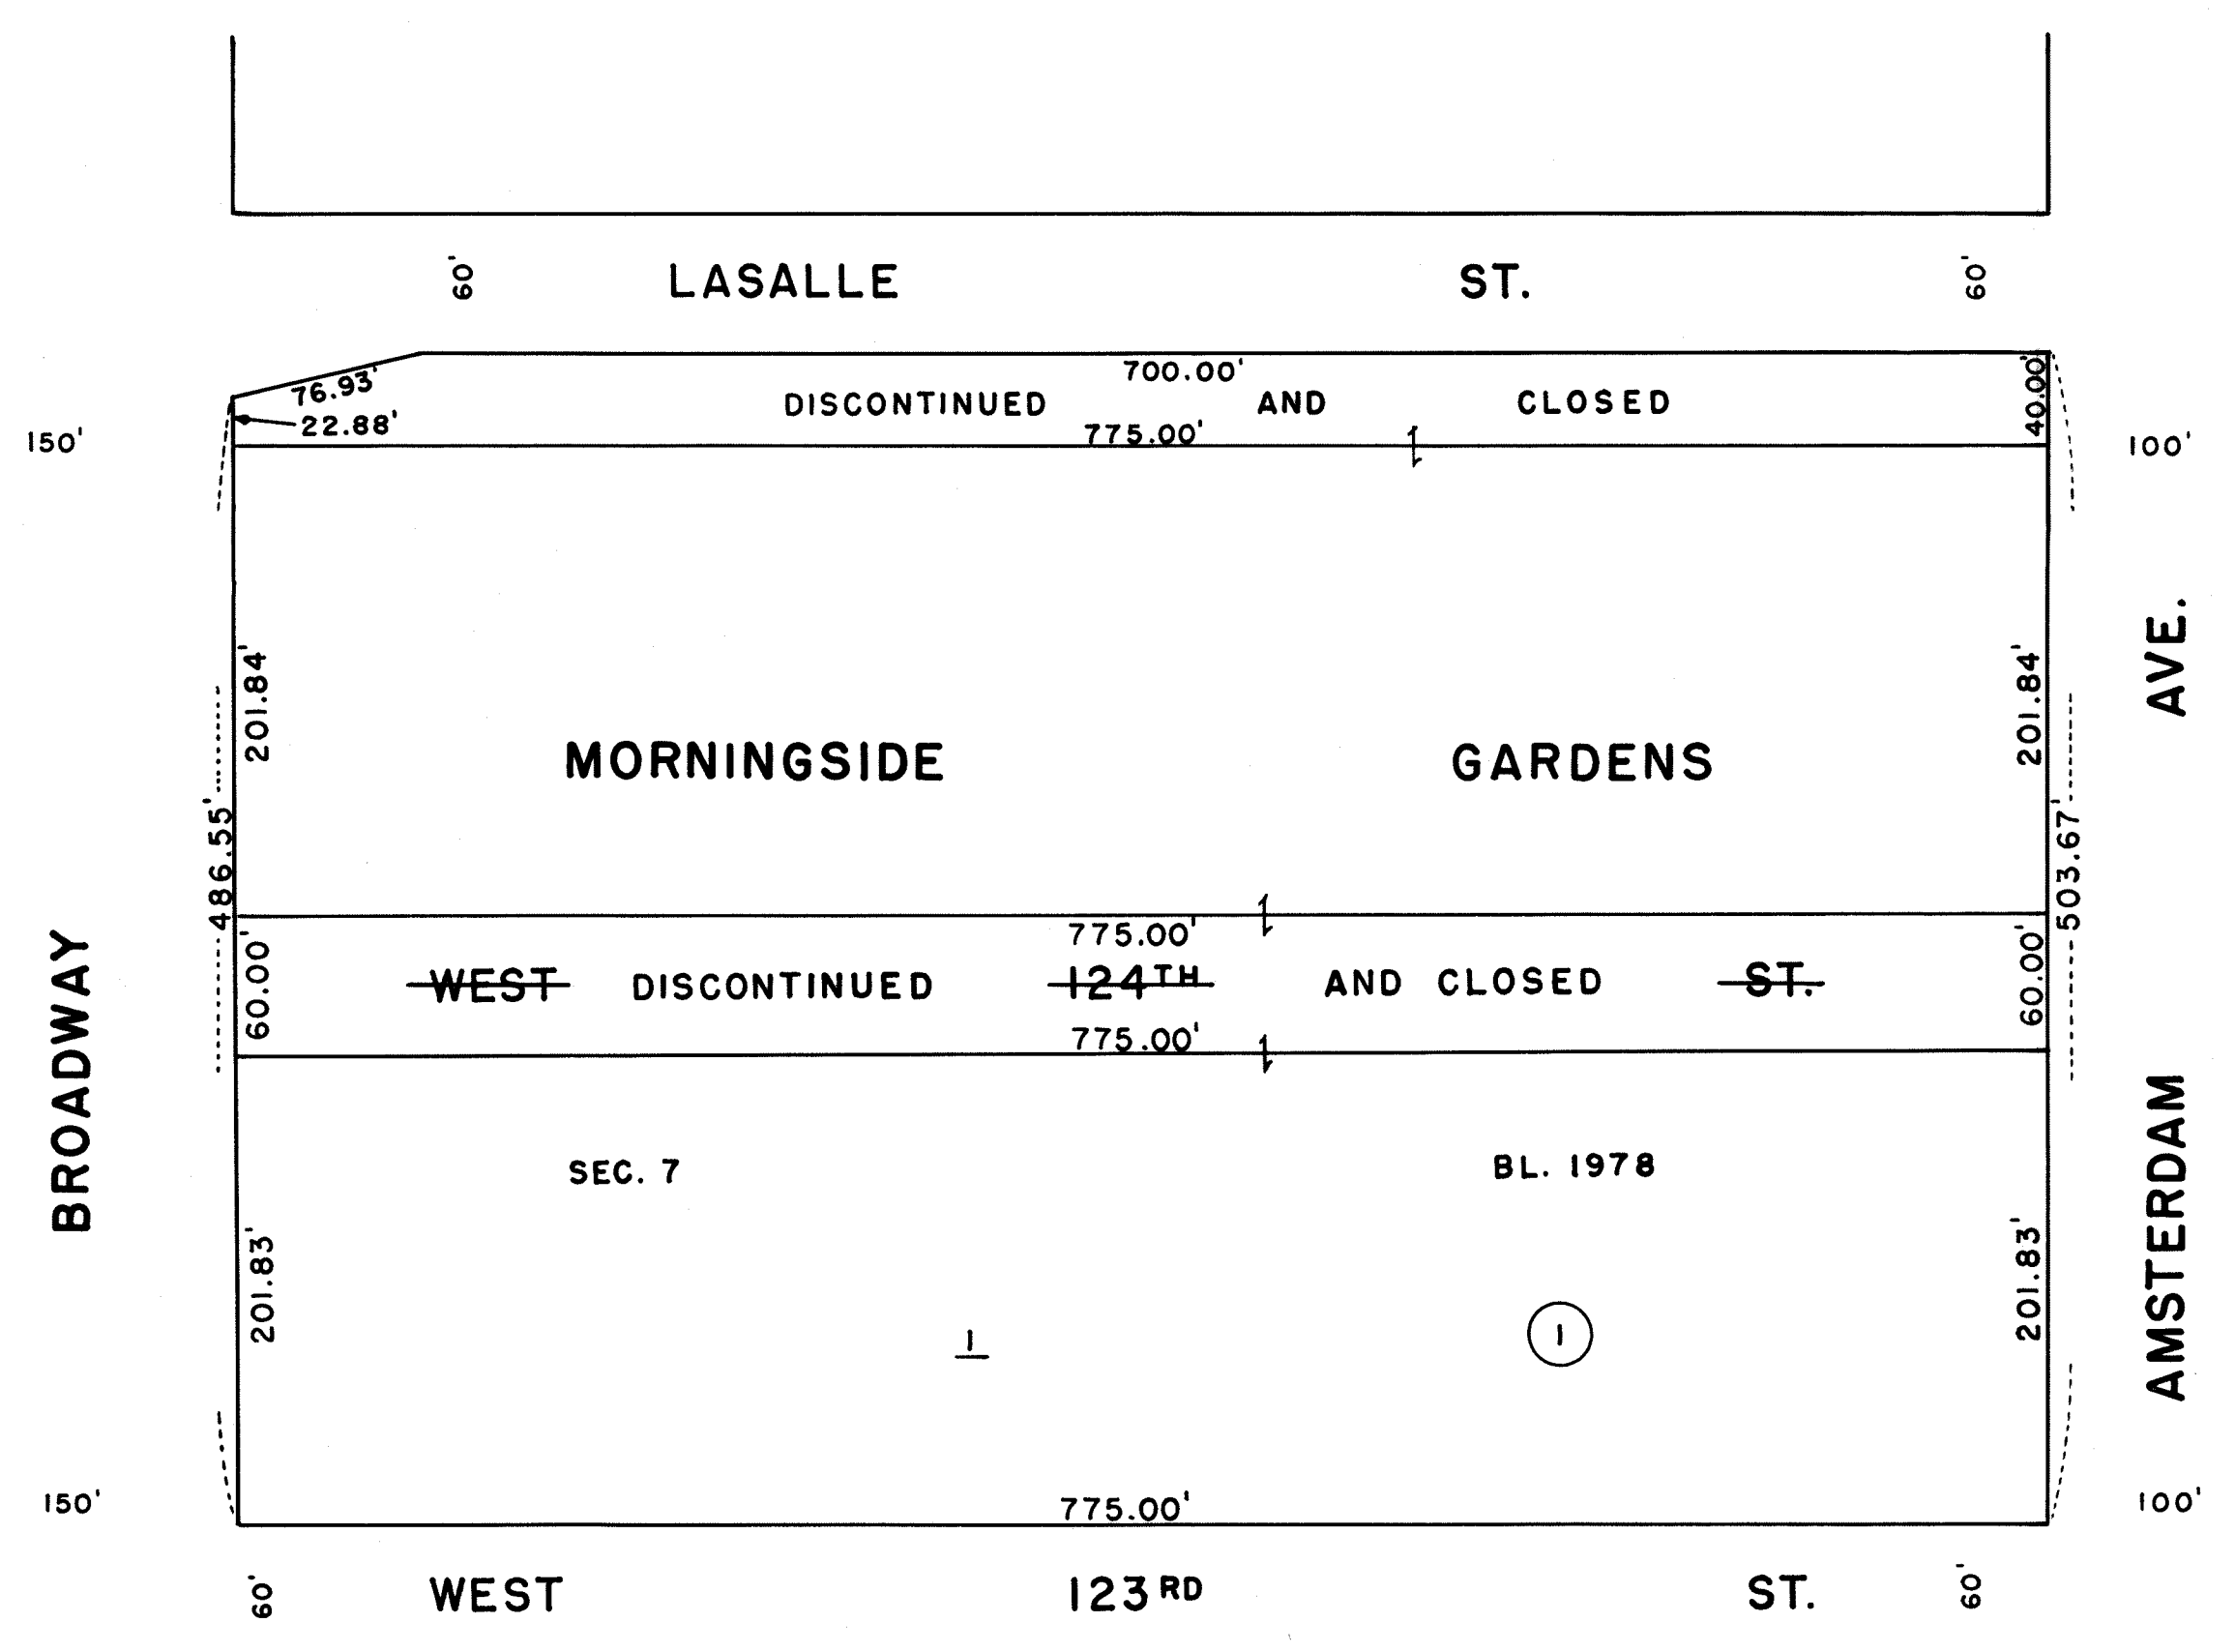 60' LASALLE ST. 60'
700.00'
76.93'
DISCONTINUED AND CLOSED
40.00'
22.88'
775.00'
150'
100'
201.84'
201.84'
AVE.
MORNINGSIDE GARDENS
486.55'
503.67'
775.00'
60.00'
WEST DISCONTINUED 124TH AND CLOSED ST.
60.00'
775.00'
BROADWAY
AMSTERDAM
SEC. 7
BL. 1978
201.83'
201.83'
1
1
150'
775.00'
100'
60' WEST 123RD ST. 60'